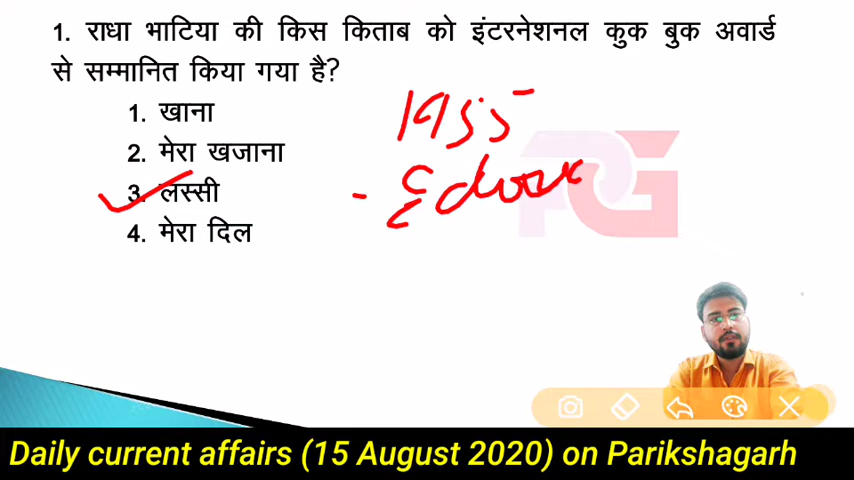 1. राधा भाटिया की किस किताब को इंटरनेशनल कुक बुक अवार्ड
से सम्मानित किया गया है?
1. खाना
2. मेरा खजाना
3. लस्सी
4. मेरा दिल
1955
PG
Daily current affairs (15 August 2020) on Parikshagarh